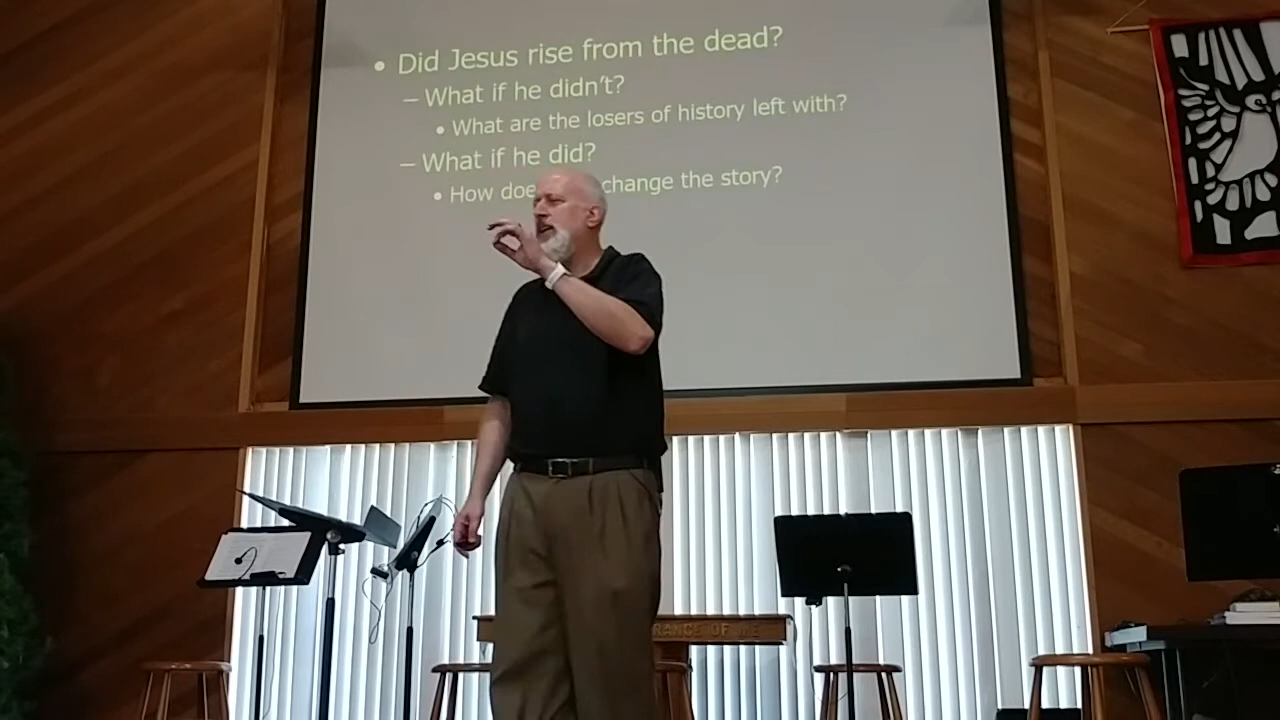 • Did Jesus rise from the dead?
– What if he didn't?
• What are the losers of history left with?
– What if he did?
• How doe change the story?
RANCE OF ME